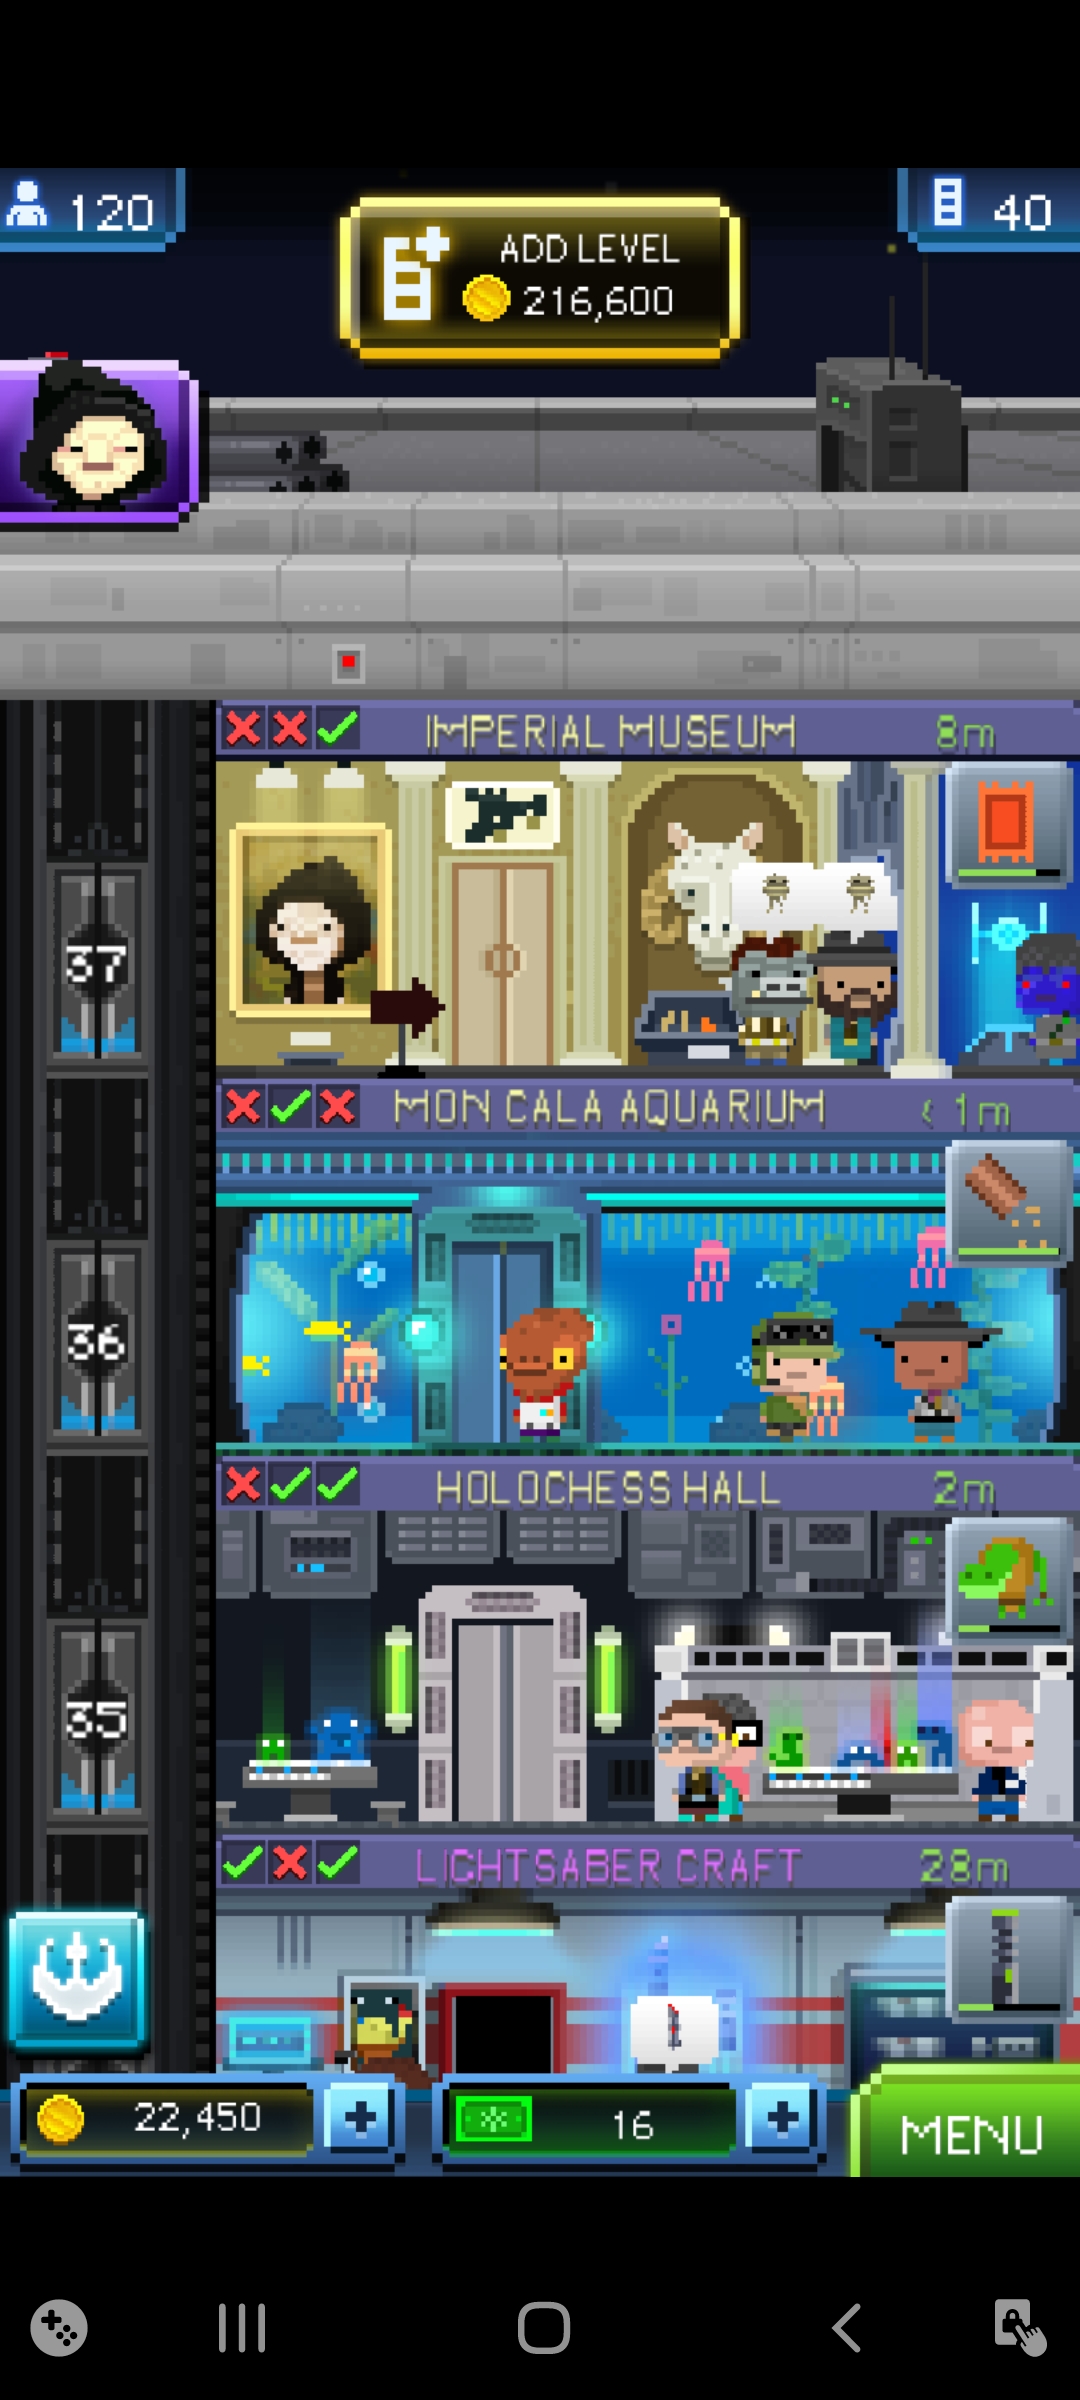 120
ADD LEVEL
216,600
40
IMPERIAL MUSEUM 8m
37
MON CALA AQUARIUM < 1m
36
HOLOCHESS HALL 2m
35
LIGHTSABER CRAFT 28m
22,450
16
MENU